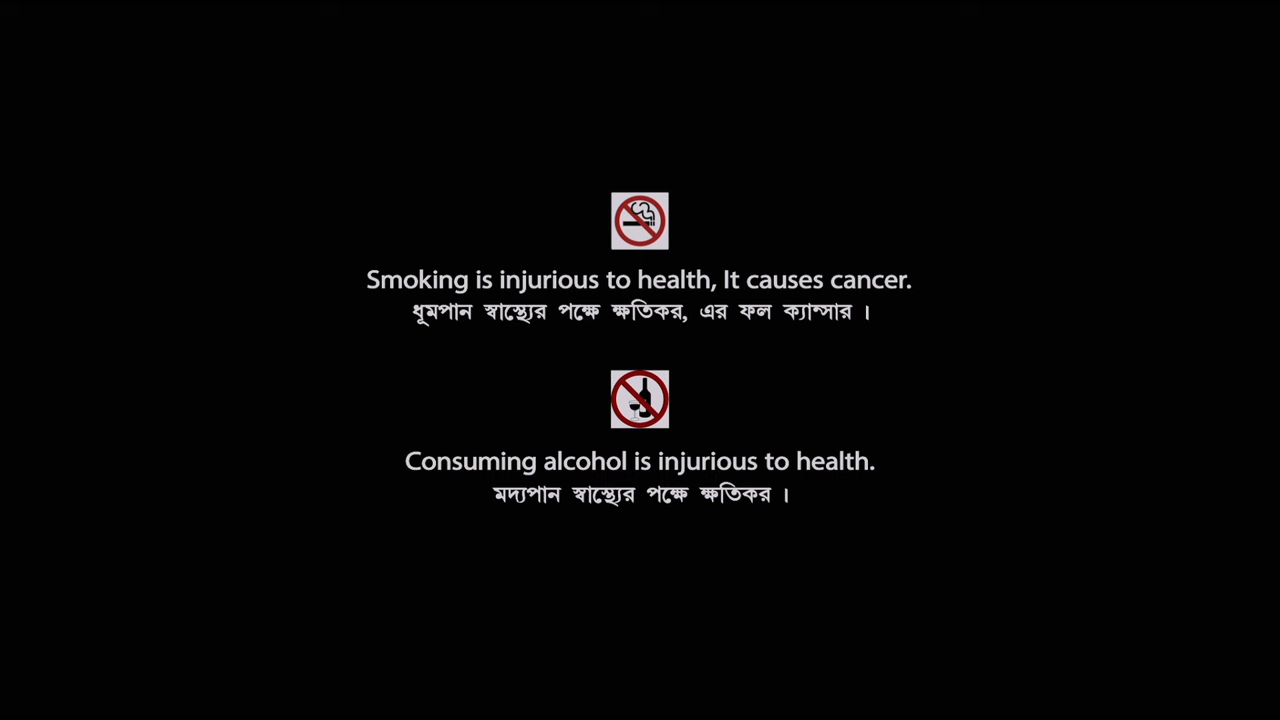 Smoking is injurious to health, It causes cancer.
ধূমপান স্বাস্থ্যের পক্ষে ক্ষতিকর, এর ফল ক্যান্সার ।
Consuming alcohol is injurious to health.
মদ্যপান স্বাস্থ্যের পক্ষে ক্ষতিকর ।